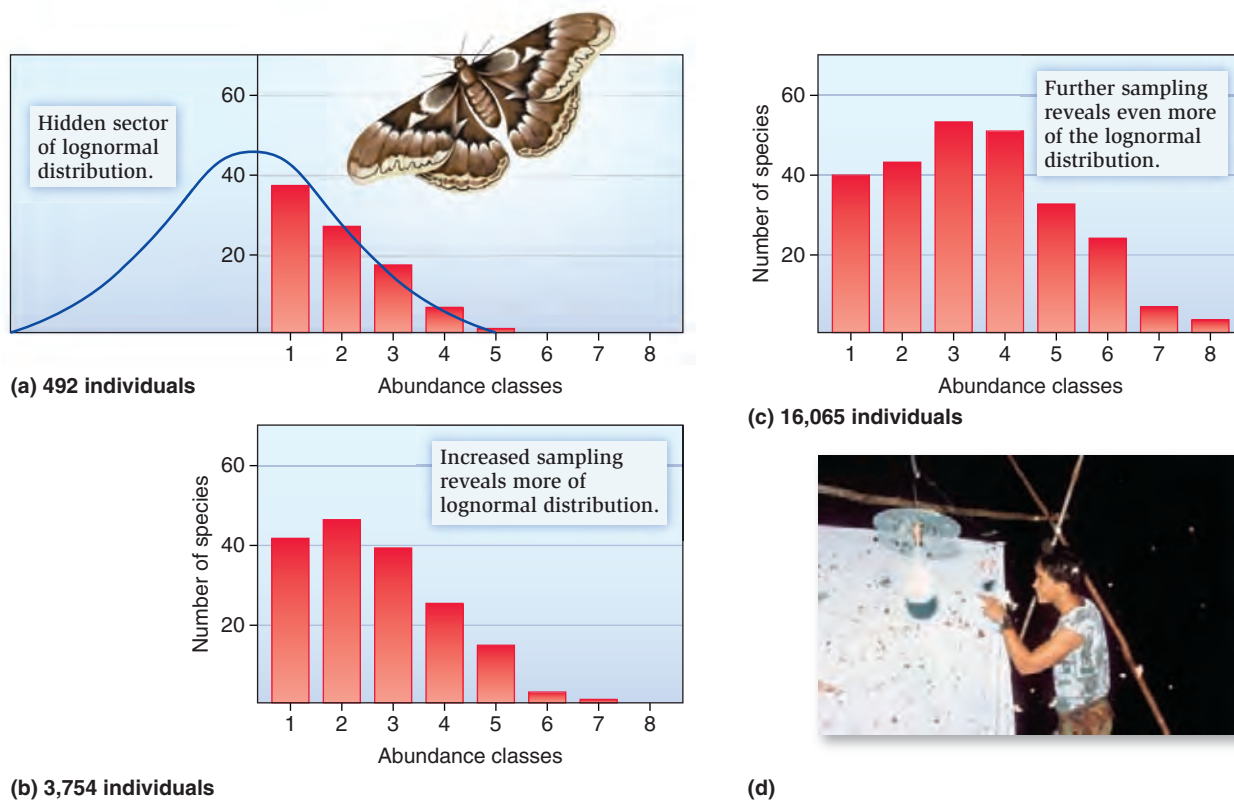 60
40
20
Hidden sector
of lognormal
distribution.
1 2 3 4 5 6 7 8
Abundance classes
(a) 492 individuals
Number of species
60
40
20
Increased sampling
reveals more of
lognormal distribution.
1 2 3 4 5 6 7 8
Abundance classes
(b) 3,754 individuals
Number of species
60
40
20
Further sampling
reveals even more
of the lognormal
distribution.
1 2 3 4 5 6 7 8
Abundance classes
(c) 16,065 individuals
(d)